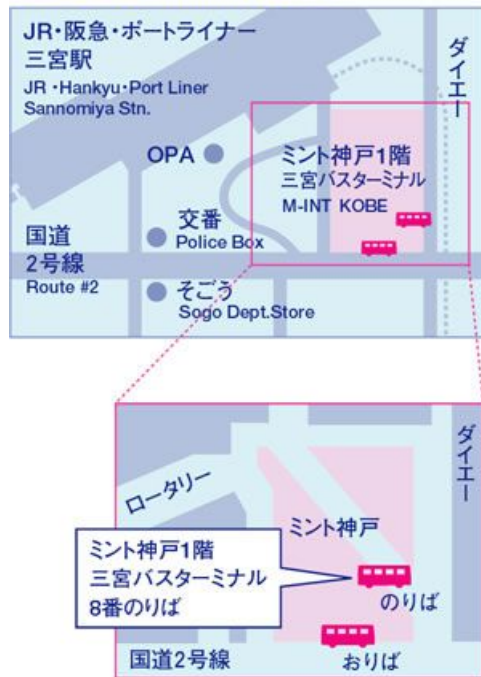 JR・阪急・ポートライナー
三宮駅
JR・Hankyu・Port Liner
Sannomiya Stn.
ダイエー
OPA
ミント神戸1階
三宮バスターミナル
M-INT KOBE
交番
Police Box
国道
2号線
Route #2
そごう
Sogo Dept.Store
ダイエー
ロータリー
ミント神戸
ミント神戸1階
三宮バスターミナル
8番のりば
のりば
国道2号線
おりば